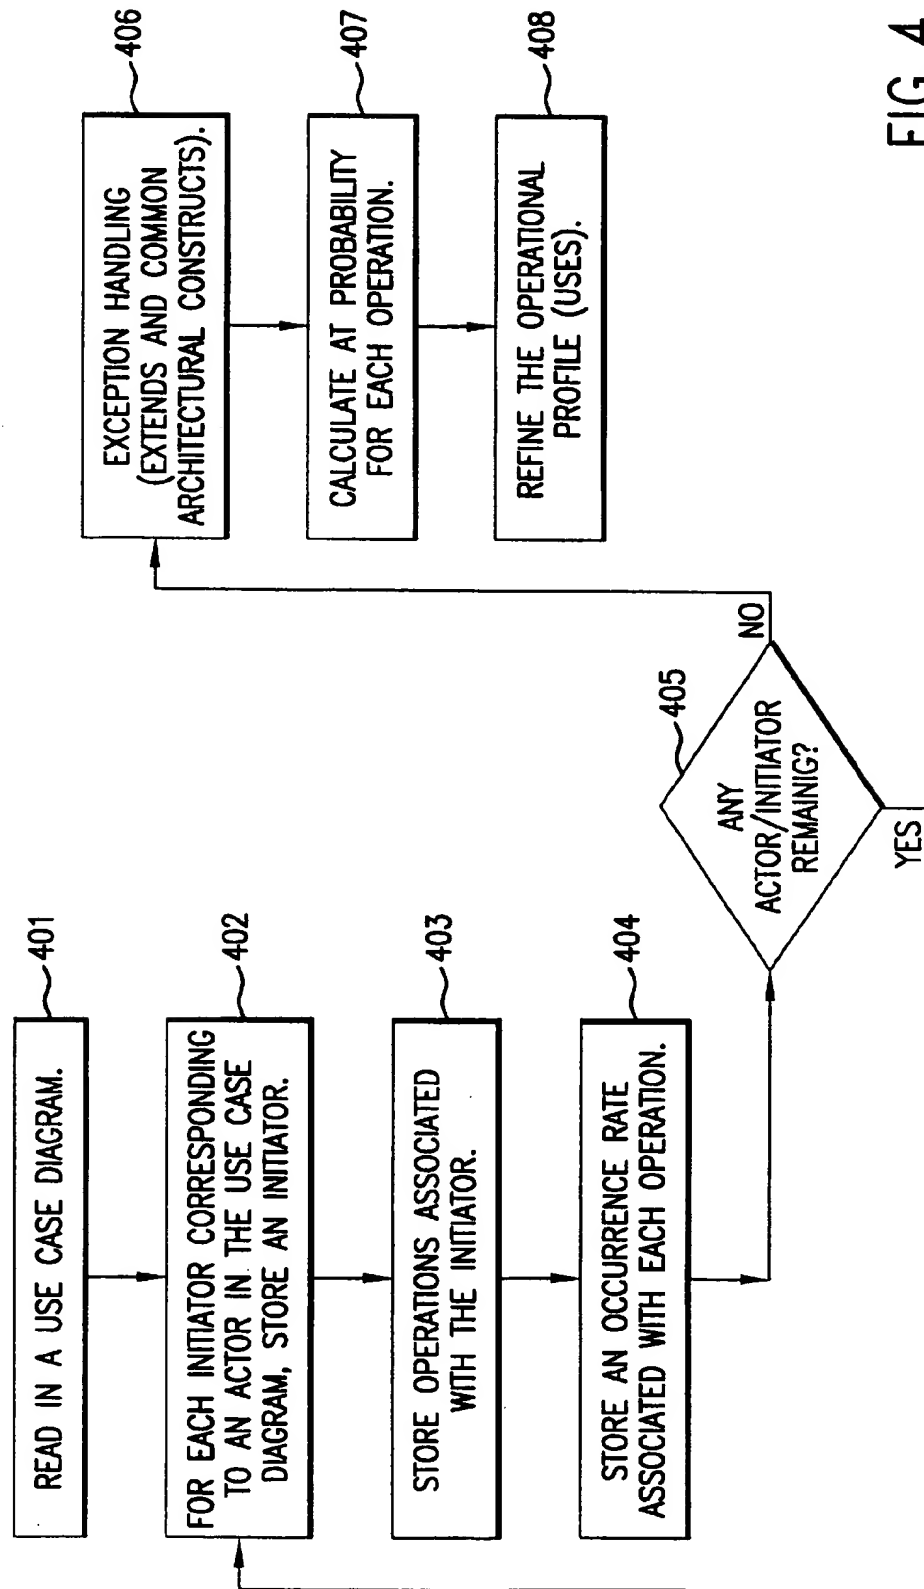 401
READ IN A USE CASE DIAGRAM.
402
FOR EACH INITIATOR CORRESPONDING
TO AN ACTOR IN THE USE CASE
DIAGRAM, STORE AN INITIATOR.
403
STORE OPERATIONS ASSOCIATED
WITH THE INITIATOR.
404
STORE AN OCCURRENCE RATE
ASSOCIATED WITH EACH OPERATION.
405
ANY
ACTOR/INITIATOR
REMAINIG?
YES
NO
406
EXCEPTION HANDLING
(EXTENDS AND COMMON
ARCHITECTURAL CONSTRUCTS).
407
CALCULATE AT PROBABILITY
FOR EACH OPERATION.
408
REFINE THE OPERATIONAL
PROFILE (USES).
FIG. 4